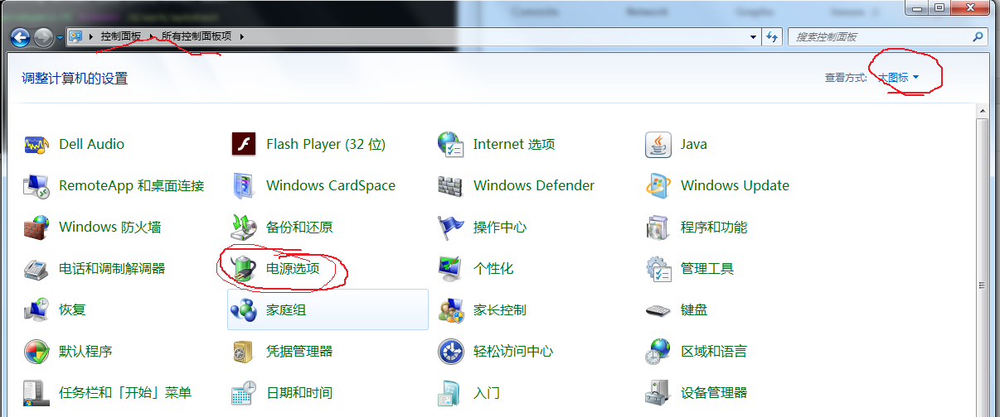 控制面板 所有控制面板项 搜索控制面板
调整计算机的设置 查看方式: 大图标
Dell Audio Flash Player (32 位) Internet 选项 Java
RemoteApp 和桌面连接 Windows CardSpace Windows Defender Windows Update
Windows 防火墙 备份和还原 操作中心 程序和功能
电话和调制解调器 电源选项 个性化 管理工具
恢复 家庭组 家长控制 键盘
默认程序 凭据管理器 轻松访问中心 区域和语言
任务栏和「开始」菜单 日期和时间 入门 设备管理器